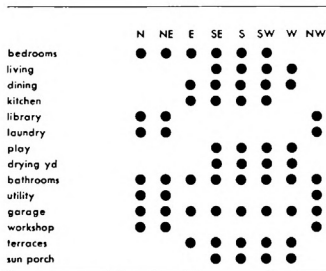 N NE E SE S SW W NW
bedrooms
living
dining
kitchen
library
laundry
play
drying yd
bathrooms
utility
garage
workshop
terraces
sun porch